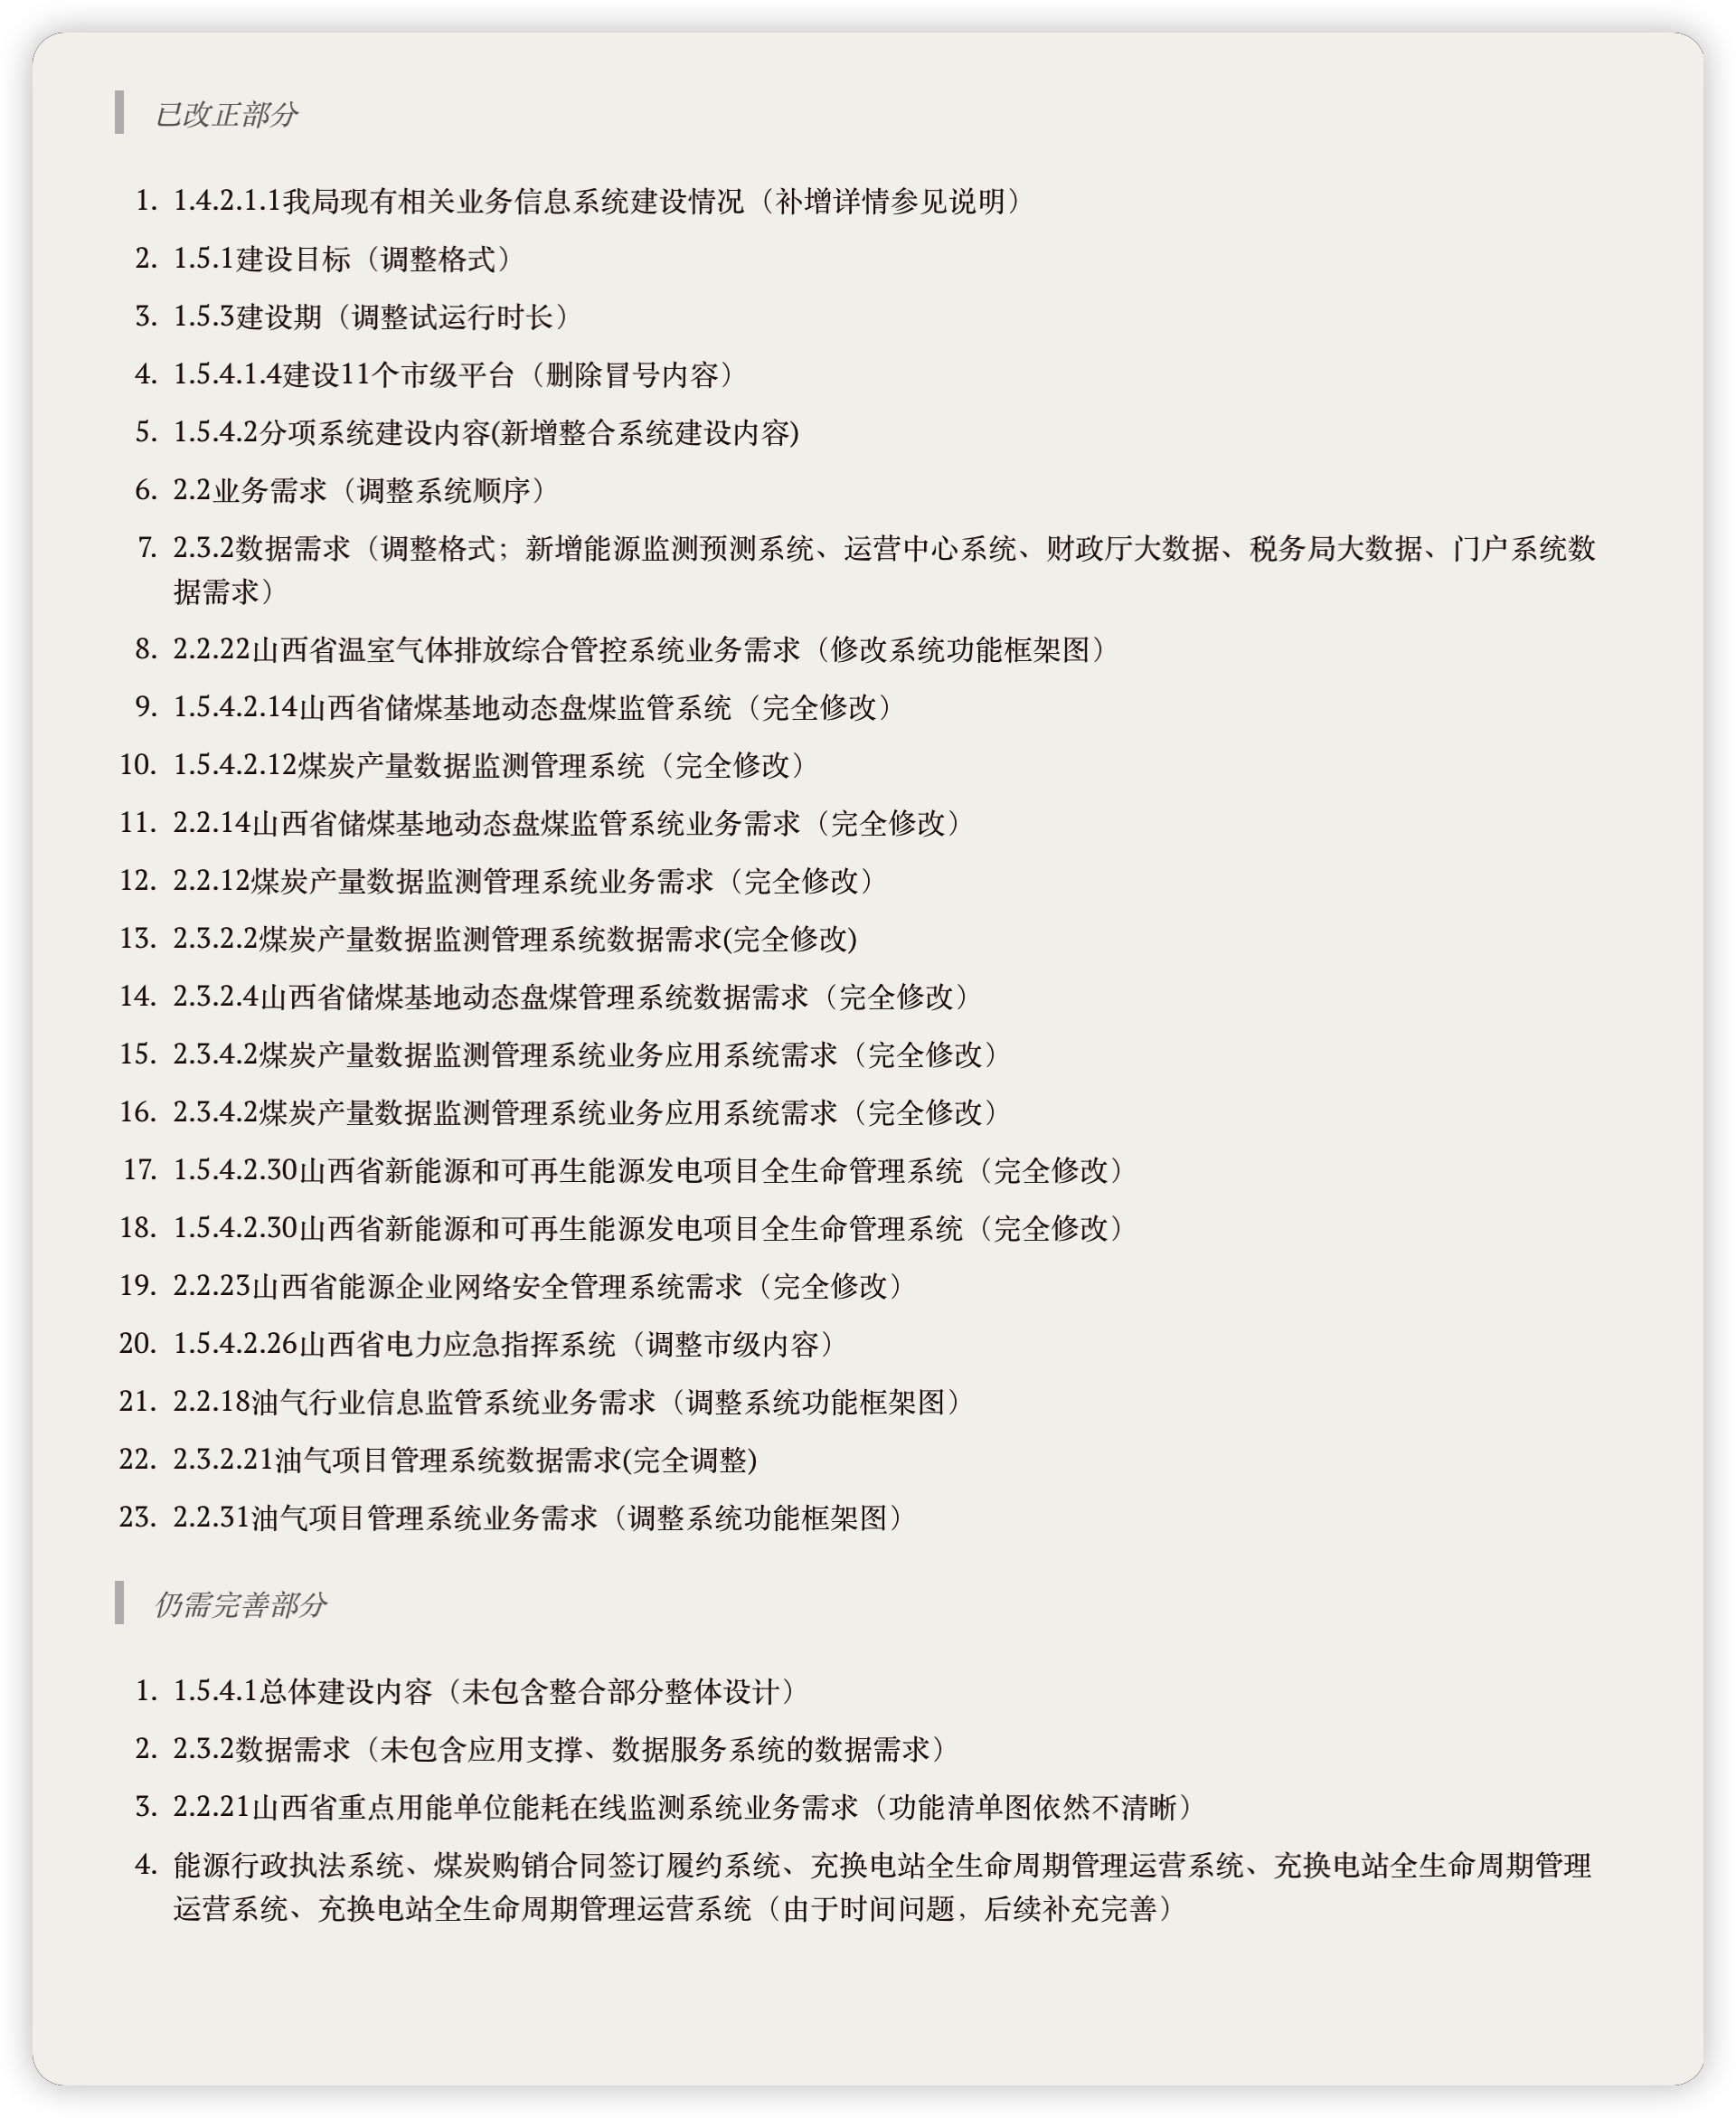 已改正部分
1. 1.4.2.1.1我局现有相关业务信息系统建设情况（补增详情参见说明）
2. 1.5.1建设目标（调整格式）
3. 1.5.3建设期（调整试运行时长）
4. 1.5.4.1.4建设11个市级平台（删除冒号内容）
5. 1.5.4.2分项系统建设内容(新增整合系统建设内容)
6. 2.2业务需求（调整系统顺序）
7. 2.3.2数据需求（调整格式；新增能源监测预测系统、运营中心系统、财政厅大数据、税务局大数据、门户系统数
据需求）
8. 2.2.22山西省温室气体排放综合管控系统业务需求（修改系统功能框架图）
9. 1.5.4.2.14山西省储煤基地动态盘煤监管系统（完全修改）
10. 1.5.4.2.12煤炭产量数据监测管理系统（完全修改）
11. 2.2.14山西省储煤基地动态盘煤监管系统业务需求（完全修改）
12. 2.2.12煤炭产量数据监测管理系统业务需求（完全修改）
13. 2.3.2.2煤炭产量数据监测管理系统数据需求(完全修改)
14. 2.3.2.4山西省储煤基地动态盘煤管理系统数据需求（完全修改）
15. 2.3.4.2煤炭产量数据监测管理系统业务应用系统需求（完全修改）
16. 2.3.4.2煤炭产量数据监测管理系统业务应用系统需求（完全修改）
17. 1.5.4.2.30山西省新能源和可再生能源发电项目全生命管理系统（完全修改）
18. 1.5.4.2.30山西省新能源和可再生能源发电项目全生命管理系统（完全修改）
19. 2.2.23山西省能源企业网络安全管理系统需求（完全修改）
20. 1.5.4.2.26山西省电力应急指挥系统（调整市级内容）
21. 2.2.18油气行业信息监管系统业务需求（调整系统功能框架图）
22. 2.3.2.21油气项目管理系统数据需求(完全调整)
23. 2.2.31油气项目管理系统业务需求（调整系统功能框架图）
仍需完善部分
1. 1.5.4.1总体建设内容（未包含整合部分整体设计）
2. 2.3.2数据需求（未包含应用支撑、数据服务系统的数据需求）
3. 2.2.21山西省重点用能单位能耗在线监测系统业务需求（功能清单图依然不清晰）
4. 能源行政执法系统、煤炭购销合同签订履约系统、充换电站全生命周期管理运营系统、充换电站全生命周期管理
运营系统、充换电站全生命周期管理运营系统（由于时间问题，后续补充完善）